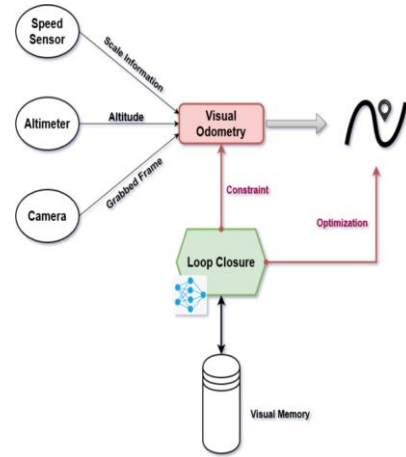 Speed
Sensor
Scale Information
Altimeter
Altitude
Visual
Odometry
Camera
Grabbed Frame
Constraint
Optimization
Loop Closure
Visual Memory